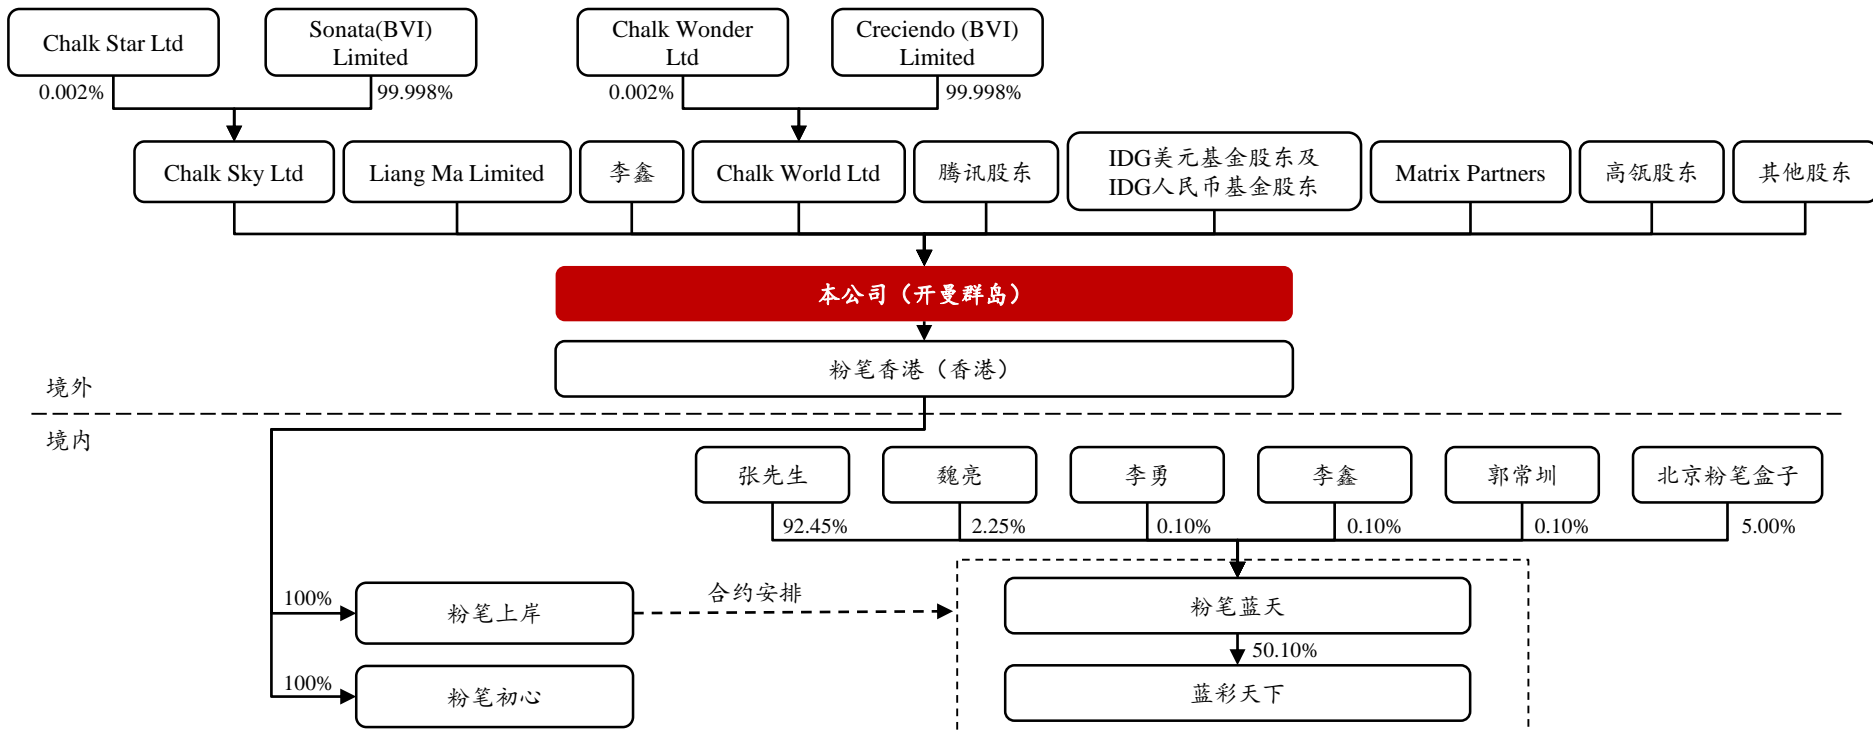 Chalk Star Ltd
Sonata(BVI)
Limited
Chalk Wonder
Ltd
Creciendo (BVI)
Limited
0.002%
99.998%
0.002%
99.998%
Chalk Sky Ltd
Liang Ma Limited
李鑫
Chalk World Ltd
腾讯股东
IDG美元基金股东及
IDG人民币基金股东
Matrix Partners
高瓴股东
其他股东
本公司（开曼群岛）
粉笔香港（香港）
境外
境内
张先生
魏亮
李勇
李鑫
郭常圳
北京粉笔盒子
92.45%
2.25%
0.10%
0.10%
0.10%
5.00%
100%
粉笔上岸
合约安排
粉笔蓝天
50.10%
100%
粉笔初心
蓝彩天下